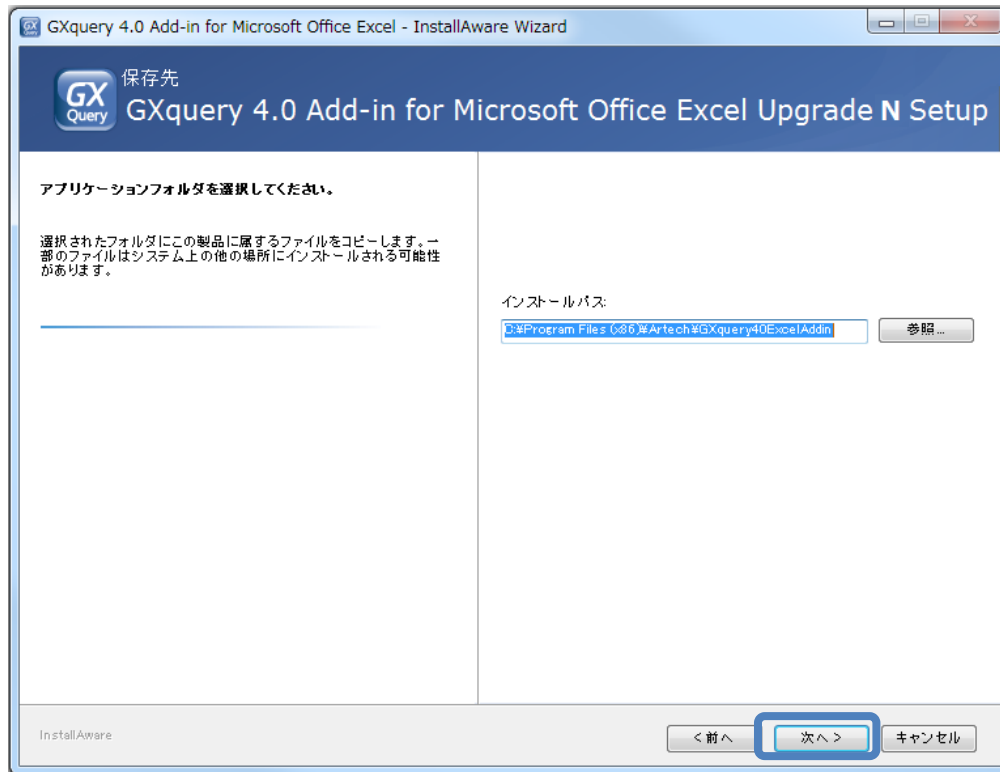 GXquery 4.0 Add-in for Microsoft Office Excel - InstallAware Wizard
GX
Query
保存先
GXquery 4.0 Add-in for Microsoft Office Excel Upgrade N Setup
アプリケーションフォルダを選択してください。
選択されたフォルダにこの製品に属するファイルをコピーします。一
部のファイルはシステム上の他の場所にインストールされる可能性
があります。
インストールパス:
C:¥Program Files (x86)¥Artech¥GXquery40ExcelAddin
参照...
InstallAware
<前へ
次へ>
キャンセル